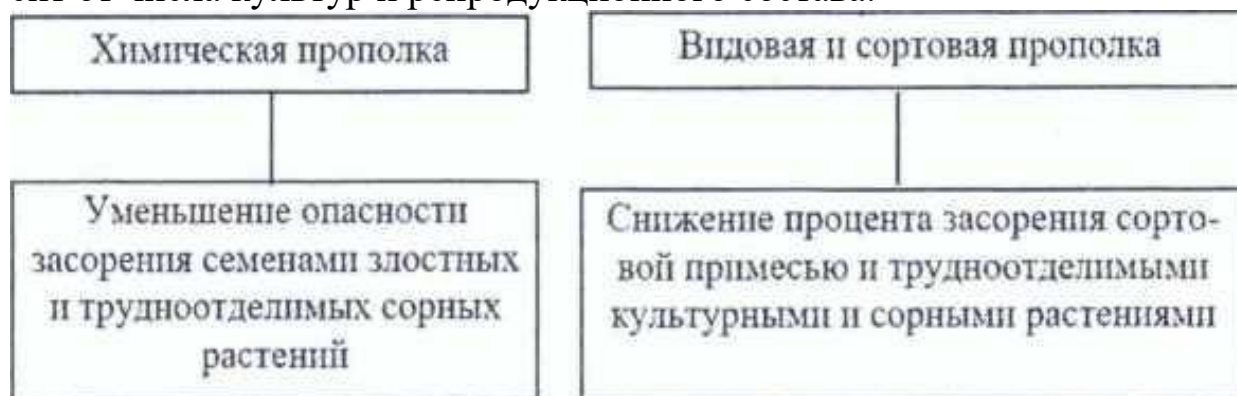 Химическая прополка
Видовая и сортовая прополка
Уменьшение опасности
засорения семенами злостных
и трудноотделимых сорных
растений
Снижение процента засорения сорто-
вой примесью и трудноотделимыми
культурными и сорными растениями